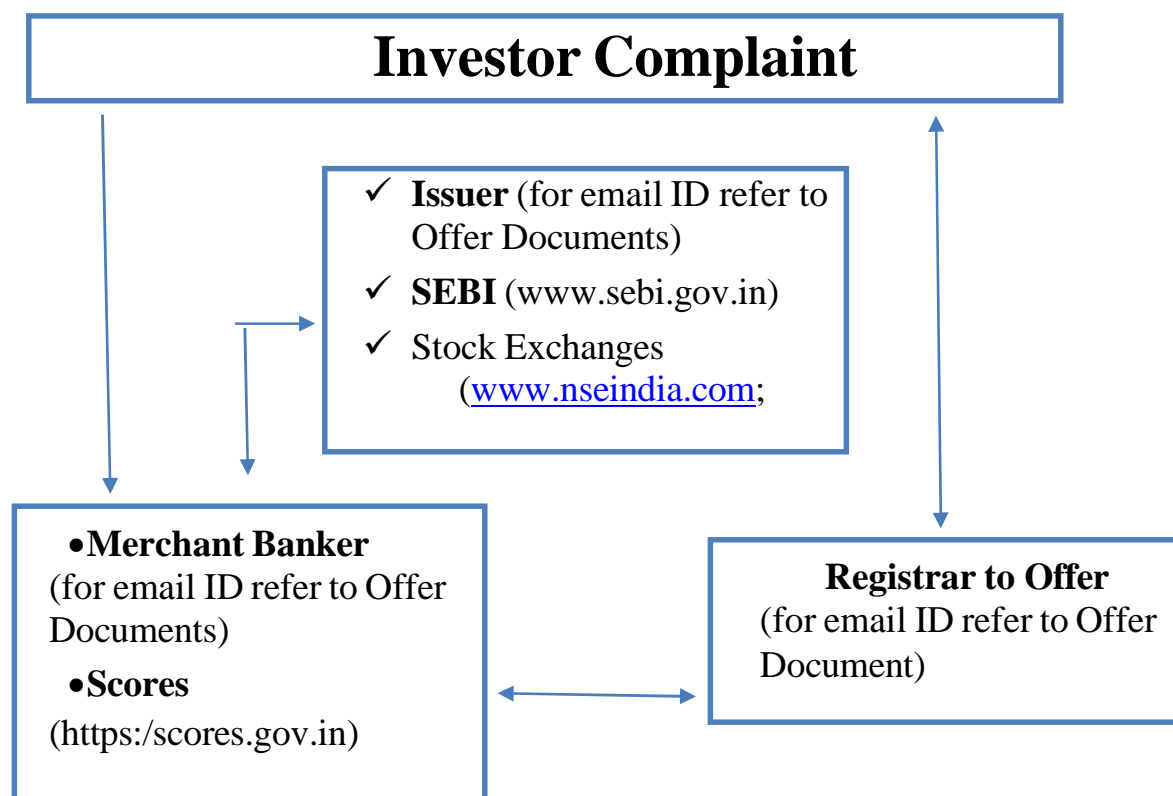 Investor Complaint
✓ Issuer (for email ID refer to
Offer Documents)
✓ SEBI (www.sebi.gov.in)
✓ Stock Exchanges
(www.nseindia.com;
•Merchant Banker
(for email ID refer to Offer
Documents)
•Scores
(https:/scores.gov.in)
Registrar to Offer
(for email ID refer to Offer
Document)